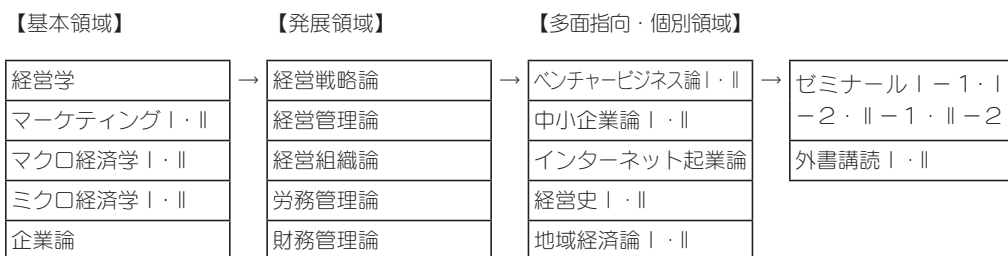 【基本領域】 【発展領域】 【多面指向・個別領域】
経営学 → 経営戦略論 → ベンチャービジネス論Ⅰ・Ⅱ → ゼミナールⅠ－１・Ⅰ
－２・Ⅱ－１・Ⅱ－２
マーケティングⅠ・Ⅱ 経営管理論 中小企業論Ⅰ・Ⅱ
マクロ経済学Ⅰ・Ⅱ 経営組織論 インターネット起業論 外書講読Ⅰ・Ⅱ
ミクロ経済学Ⅰ・Ⅱ 労務管理論 経営史Ⅰ・Ⅱ
企業論 財務管理論 地域経済論Ⅰ・Ⅱ